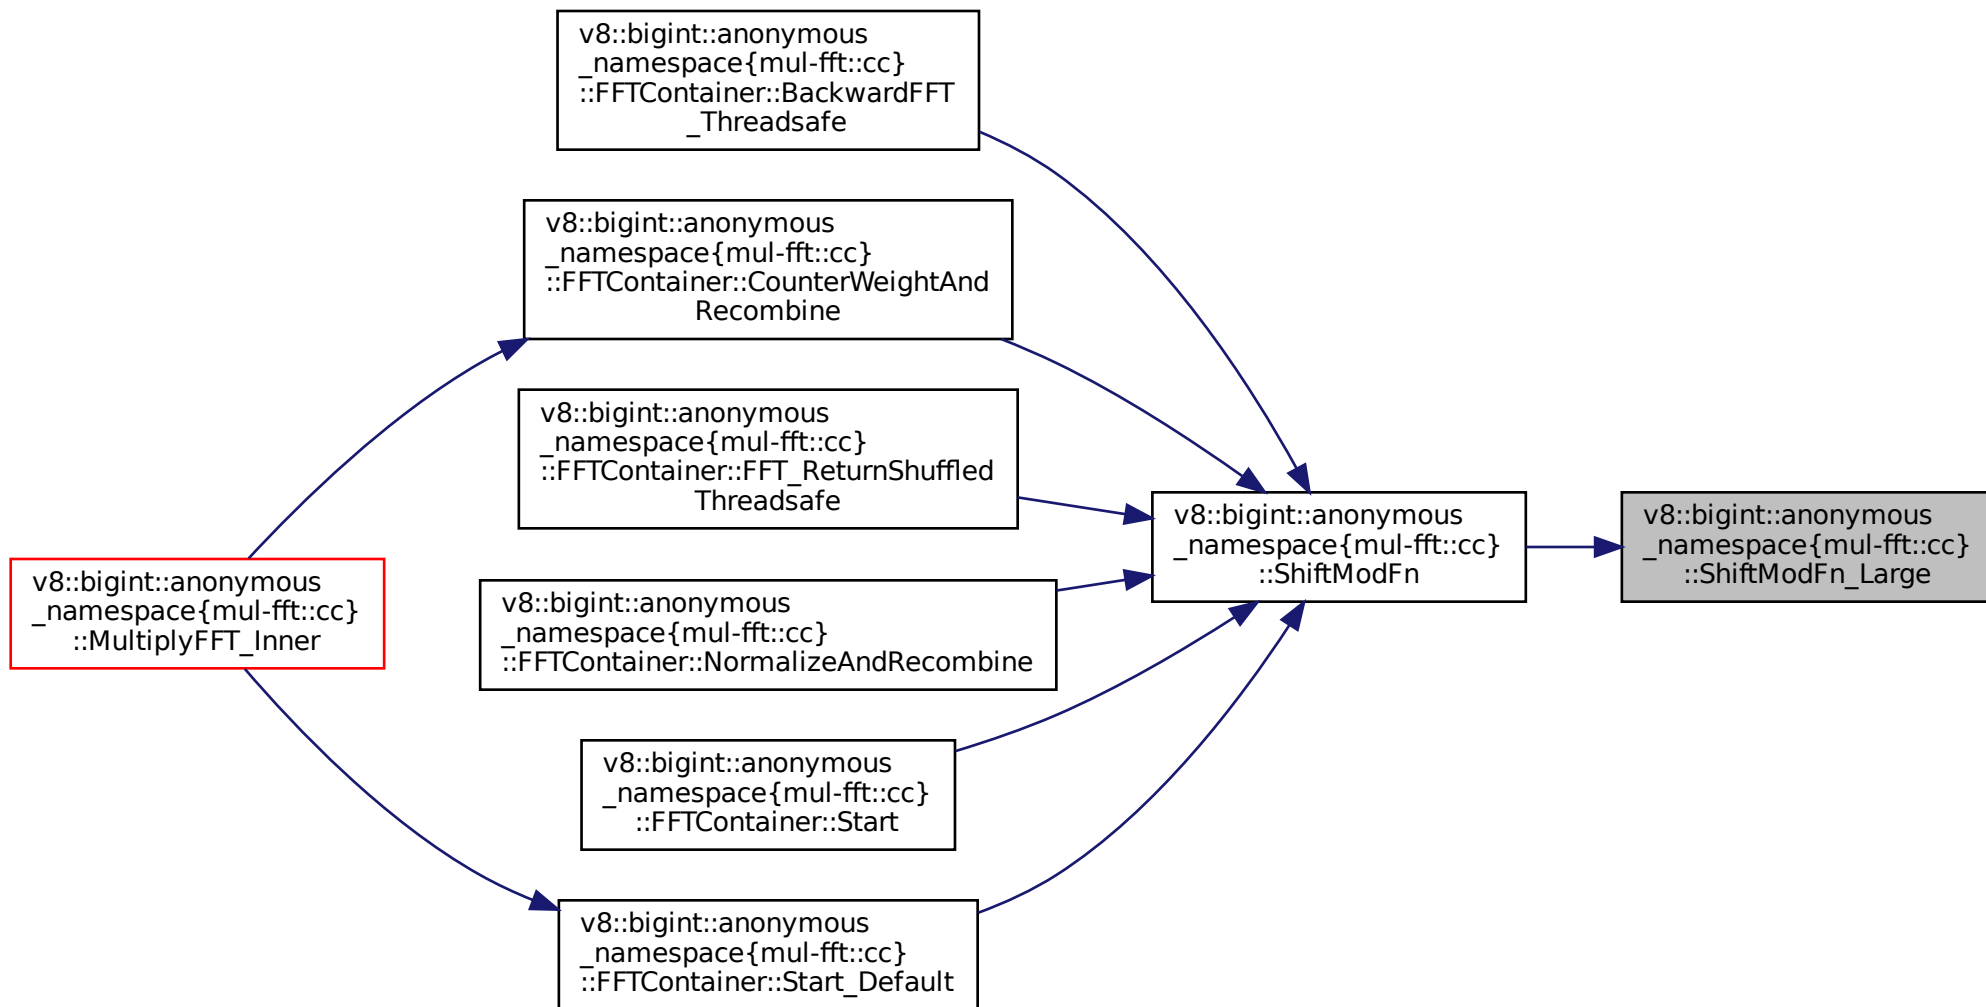 v8::bigint::anonymous
_namespace{mul-fft::cc}
::FFTContainer::BackwardFFT
_Threadsafe
v8::bigint::anonymous
_namespace{mul-fft::cc}
::FFTContainer::CounterWeightAnd
Recombine
v8::bigint::anonymous
_namespace{mul-fft::cc}
::FFTContainer::FFT_ReturnShuffled
Threadsafe
v8::bigint::anonymous
_namespace{mul-fft::cc}
::ShiftModFn
v8::bigint::anonymous
_namespace{mul-fft::cc}
::ShiftModFn_Large
v8::bigint::anonymous
_namespace{mul-fft::cc}
::MultiplyFFT_Inner
v8::bigint::anonymous
_namespace{mul-fft::cc}
::FFTContainer::NormalizeAndRecombine
v8::bigint::anonymous
_namespace{mul-fft::cc}
::FFTContainer::Start
v8::bigint::anonymous
_namespace{mul-fft::cc}
::FFTContainer::Start_Default